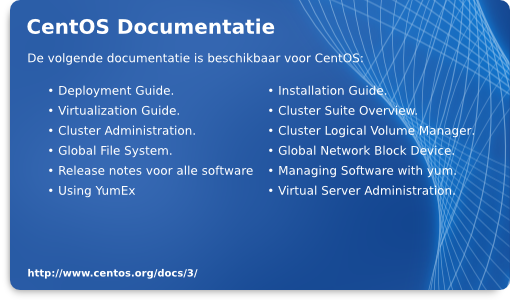 CentOS Documentatie
De volgende documentatie is beschikbaar voor CentOS:
• Deployment Guide.
• Virtualization Guide.
• Cluster Administration.
• Global File System.
• Release notes voor alle software
• Using YumEx
• Installation Guide.
• Cluster Suite Overview.
• Cluster Logical Volume Manager.
• Global Network Block Device.
• Managing Software with yum.
• Virtual Server Administration.
http://www.centos.org/docs/3/